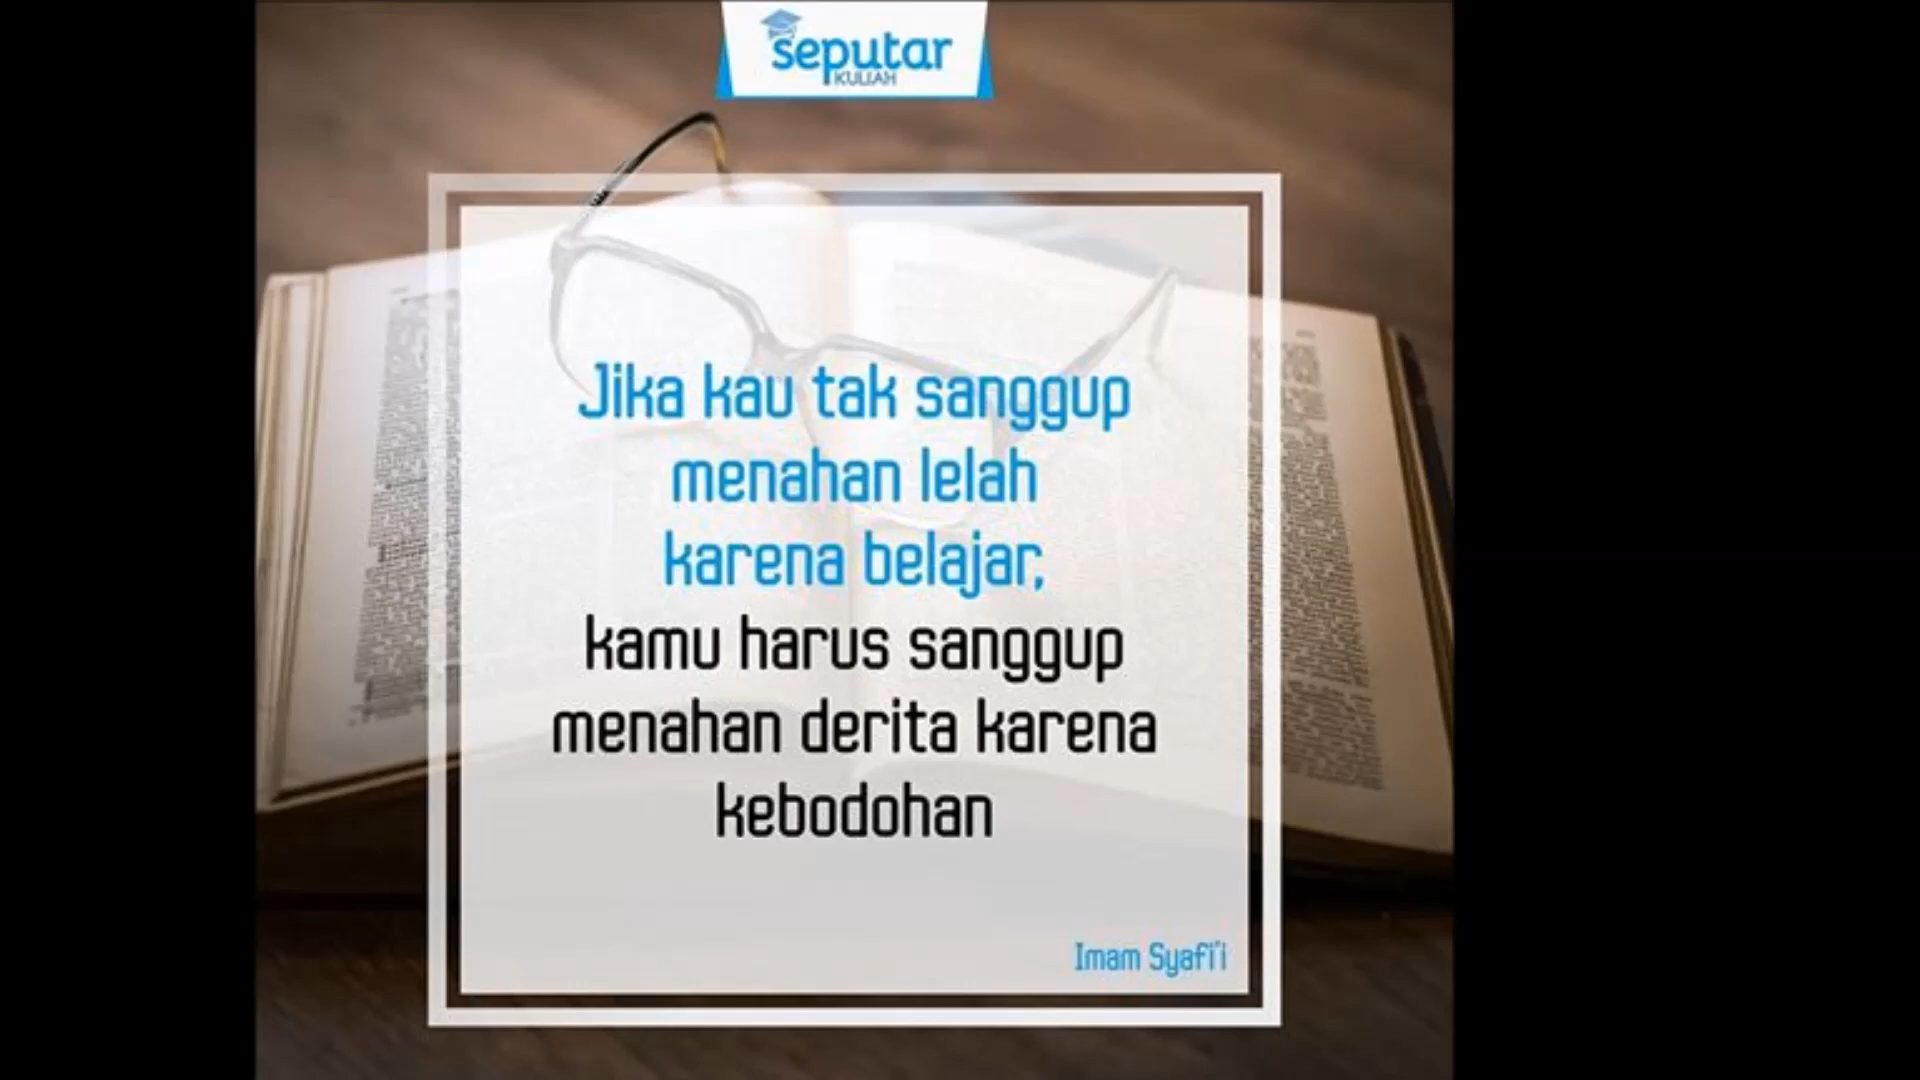 seputar
KULIAH
Jika kau tak sanggup
menahan lelah
karena belajar,
kamu harus sanggup
menahan derita karena
kebodohan
Imam Syafi'i